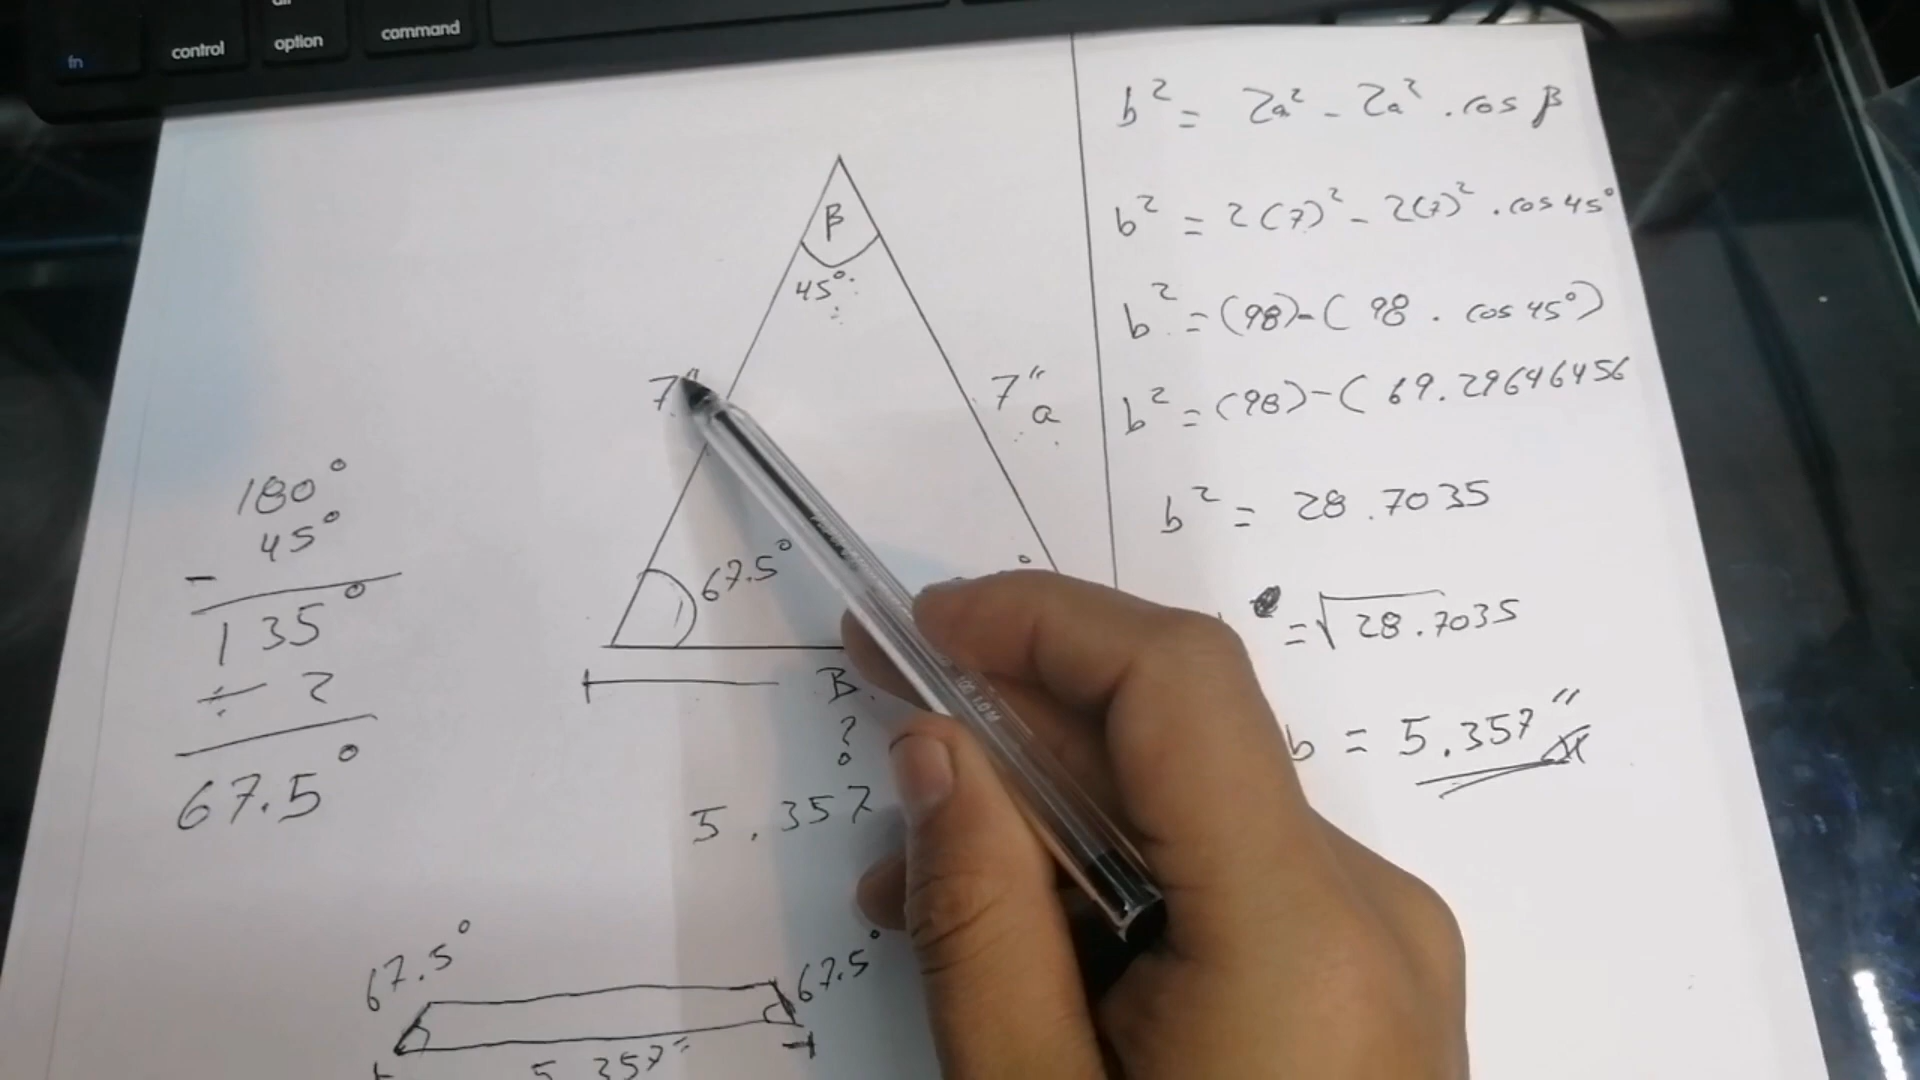 fn control option command
180°
45°
-
135°
÷ 2
67.5°
β
45°
7"
7"
a
67.5°
B
?
5.357
67.5°
67.5°
5.357"
b² = 2a² - 2a² . cos β
b² = 2(7)² - 2(7)² . cos 45°
b² = (98) - ( 98 . cos 45°)
b² = (98) - ( 69.29646456
b² = 28.7035
= √28.7035
b = 5.357"